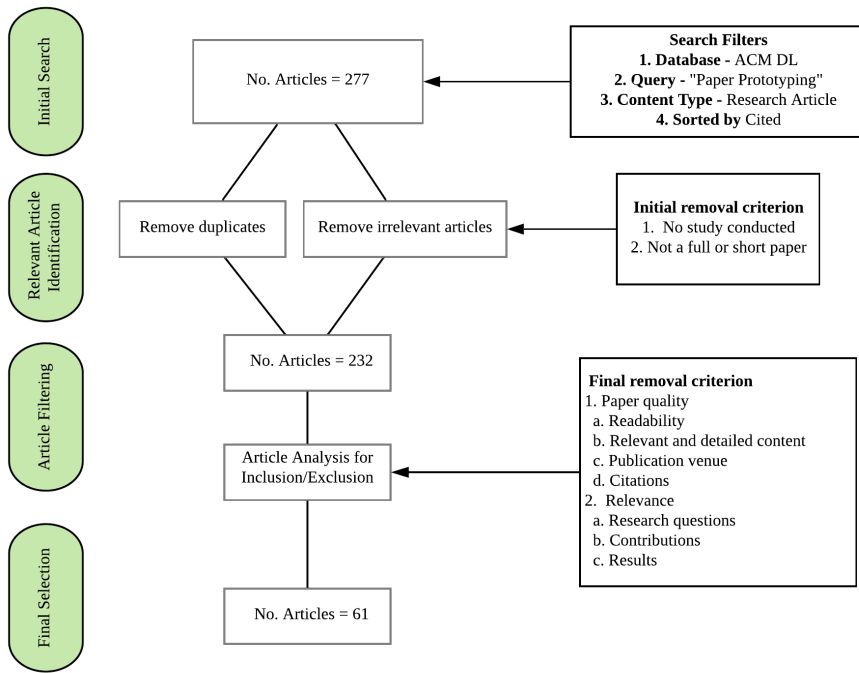 Initial Search
No. Articles = 277
Search Filters
1. Database - ACM DL
2. Query - "Paper Prototyping"
3. Content Type - Research Article
4. Sorted by Cited
Relevant Article
Identification
Remove duplicates
Remove irrelevant articles
Initial removal criterion
1. No study conducted
2. Not a full or short paper
Article Filtering
No. Articles = 232
Article Analysis for
Inclusion/Exclusion
Final removal criterion
1. Paper quality
a. Readability
b. Relevant and detailed content
c. Publication venue
d. Citations
2. Relevance
a. Research questions
b. Contributions
c. Results
Final Selection
No. Articles = 61